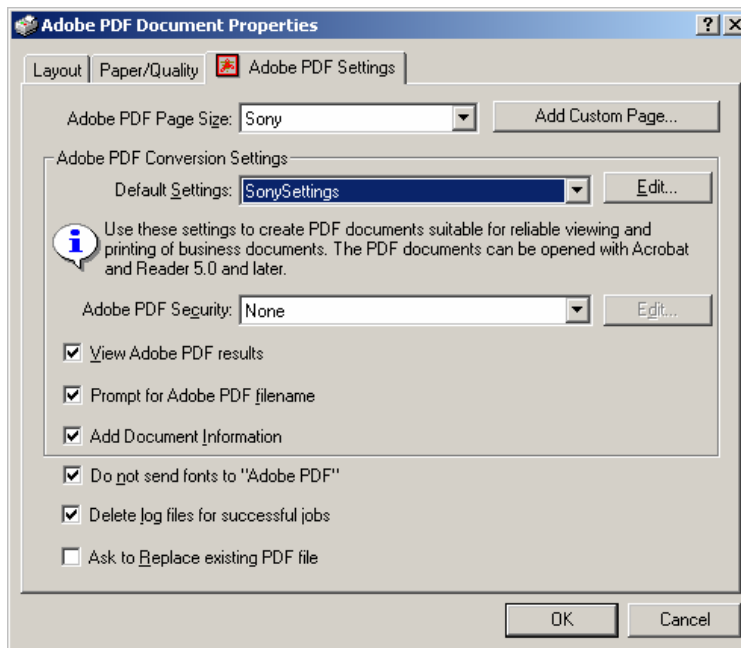 Adobe PDF Document Properties
Layout Paper/Quality Adobe PDF Settings
Adobe PDF Page Size: Sony Add Custom Page...
Adobe PDF Conversion Settings
Default Settings: SonySettings Edit...
Use these settings to create PDF documents suitable for reliable viewing and
printing of business documents. The PDF documents can be opened with Acrobat
and Reader 5.0 and later.
Adobe PDF Security: None Edit...
View Adobe PDF results
Prompt for Adobe PDF filename
Add Document Information
Do not send fonts to "Adobe PDF"
Delete log files for successful jobs
Ask to Replace existing PDF file
OK Cancel